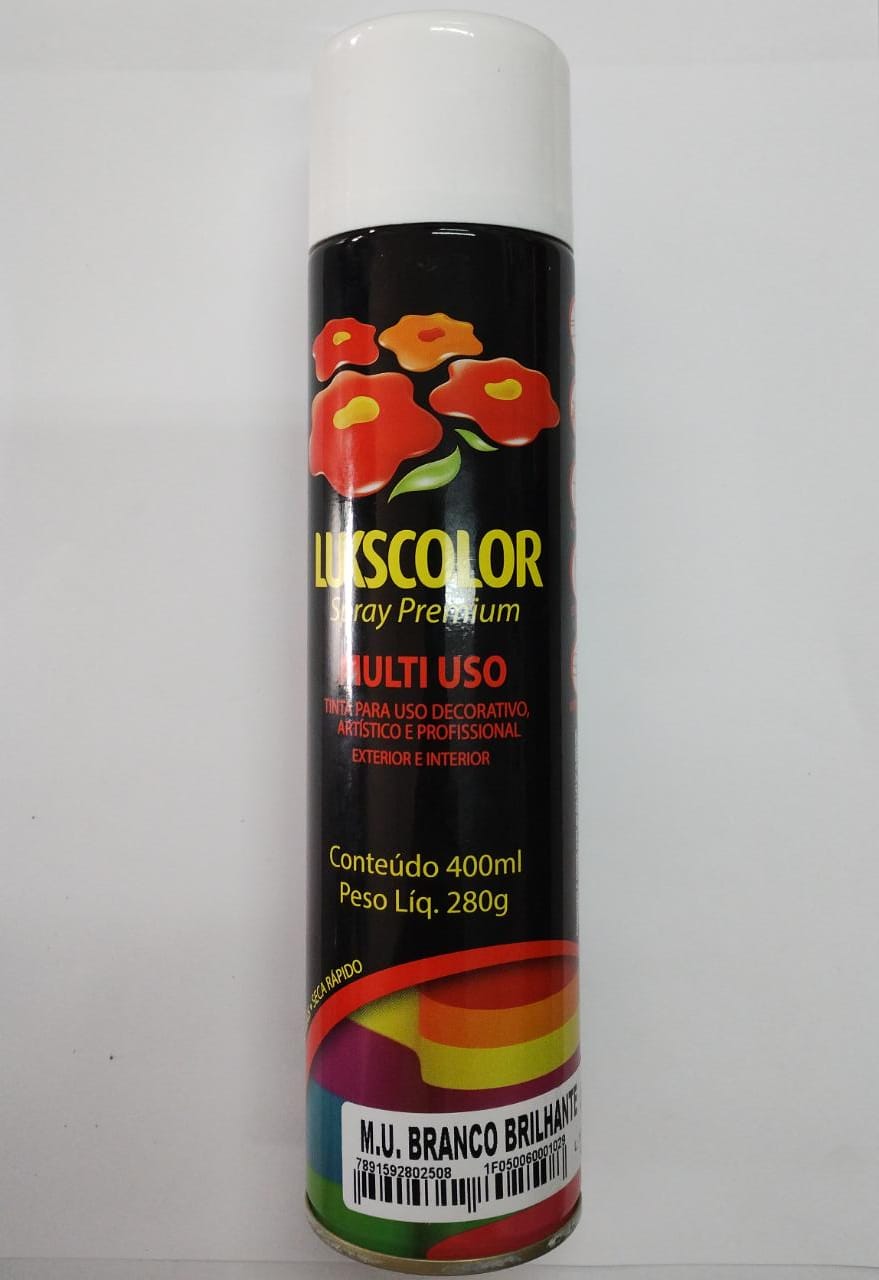 LUKSCOLOR
Spray Premium
MULTI USO
TINTA PARA USO DECORATIVO,
ARTÍSTICO E PROFISSIONAL
EXTERIOR E INTERIOR
Conteúdo 400ml
Peso Líq. 280g
• SECA RÁPIDO
M.U. BRANCO BRILHANTE
7891592802508 1F050060001029